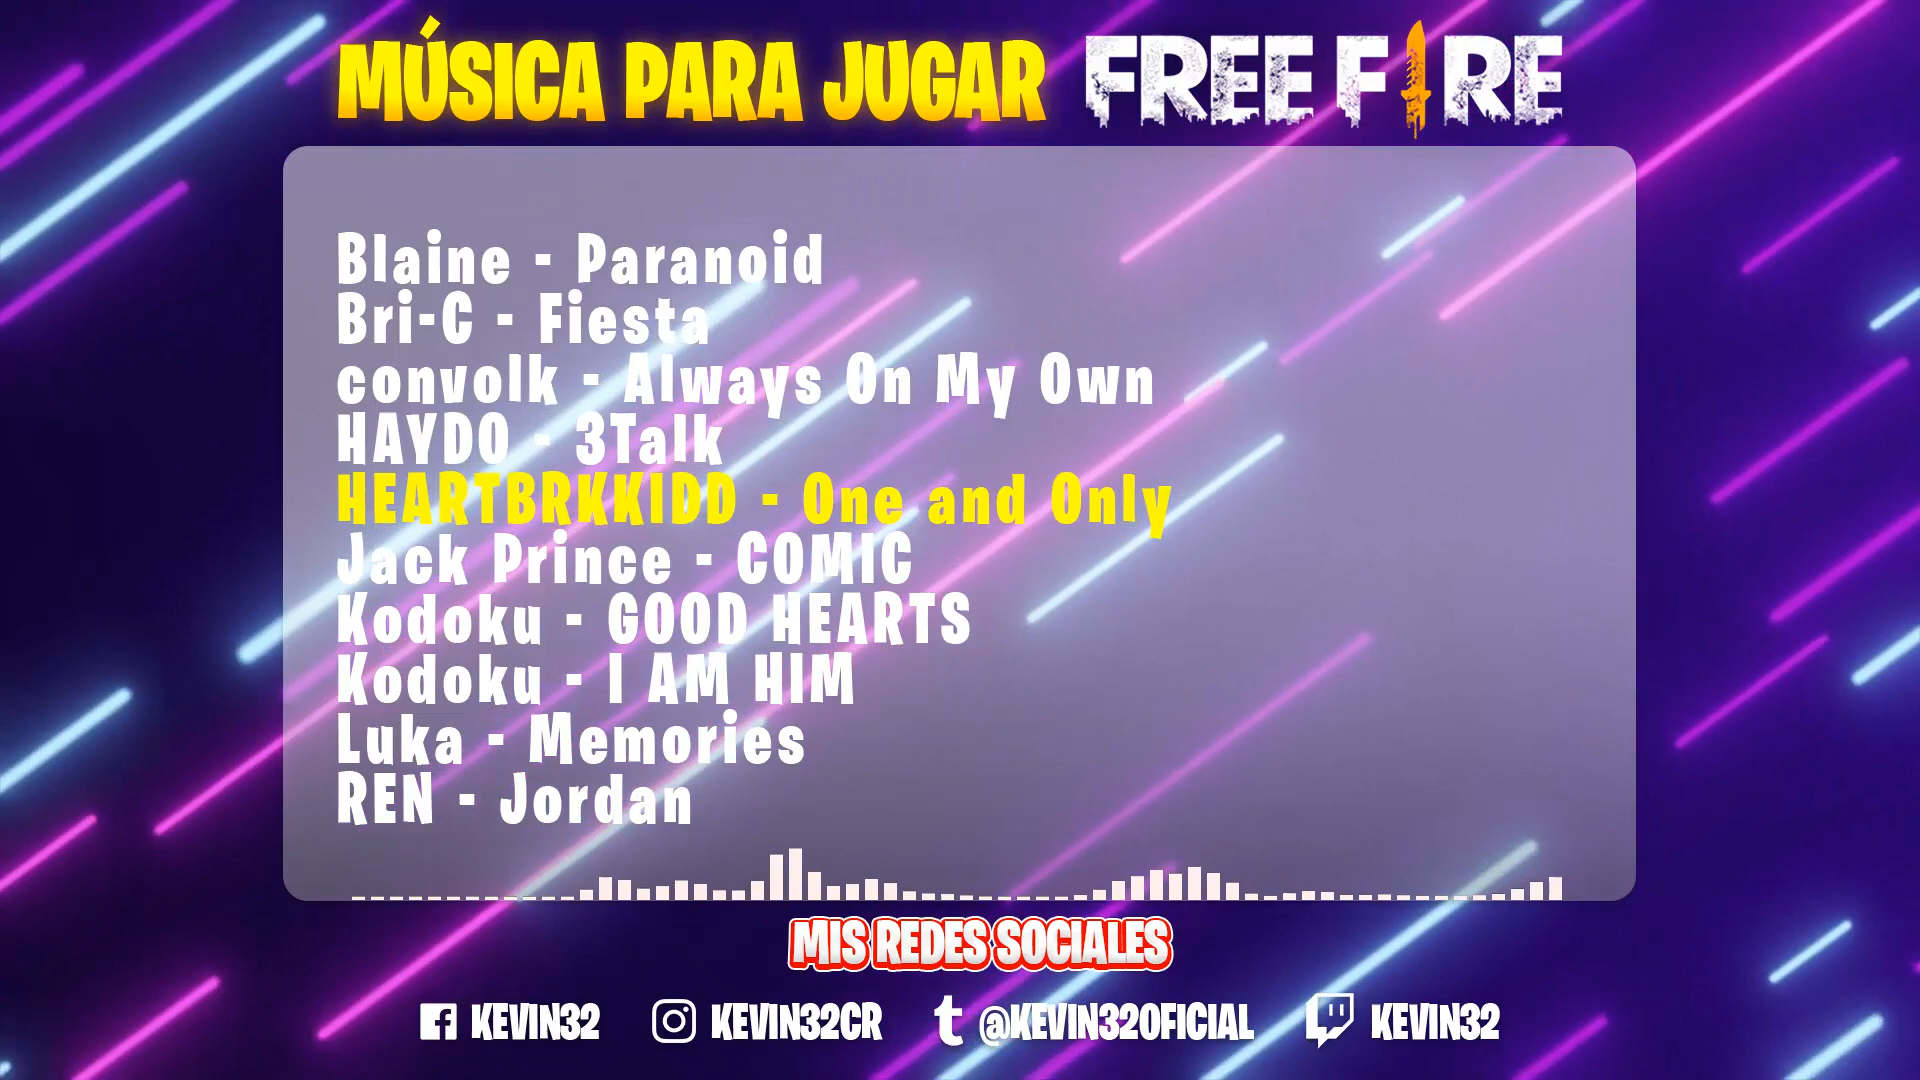 MÚSICA PARA JUGAR FREE FIRE
Blaine - Paranoid
Bri-C - Fiesta
convolk - Always On My Own
HAYDO - 3Talk
HEARTBRKKIDD - One and Only
Jack Prince - COMIC
Kodoku - GOOD HEARTS
Kodoku - I AM HIM
Luka - Memories
REN - Jordan
MIS REDES SOCIALES
KEVIN32 KEVIN32CR @KEVIN32OFICIAL KEVIN32